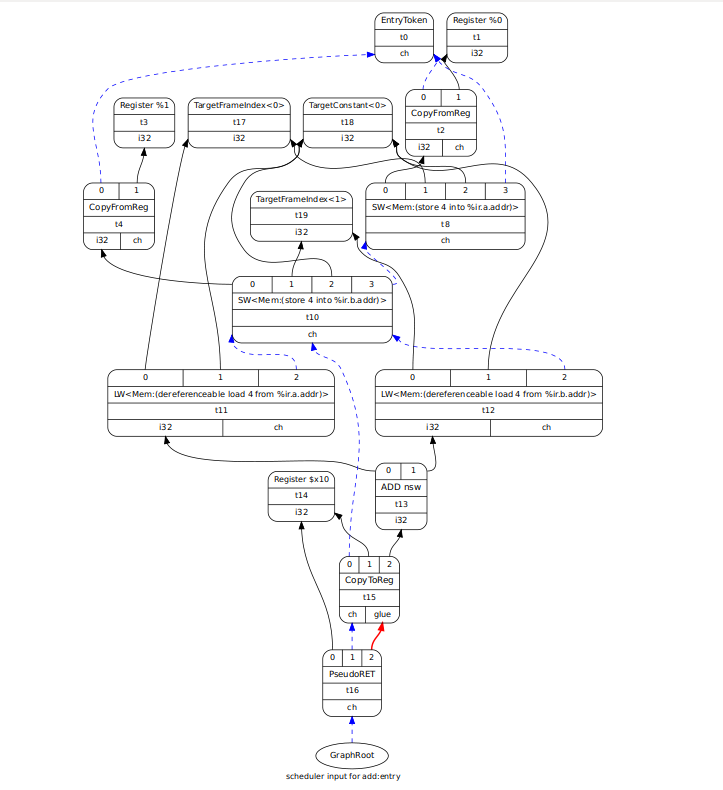 EntryToken
t0
ch
Register %0
t1
i32
0 1
CopyFromReg
t2
i32 ch
Register %1
t3
i32
TargetFrameIndex<0>
t17
i32
TargetConstant<0>
t18
i32
0 1
CopyFromReg
t4
i32 ch
TargetFrameIndex<1>
t19
i32
0 1 2 3
SW<Mem:(store 4 into %ir.a.addr)>
t8
ch
0 1 2 3
SW<Mem:(store 4 into %ir.b.addr)>
t10
ch
0 1 2
LW<Mem:(dereferenceable load 4 from %ir.a.addr)>
t11
i32 ch
0 1 2
LW<Mem:(dereferenceable load 4 from %ir.b.addr)>
t12
i32 ch
Register $x10
t14
i32
0 1
ADD nsw
t13
i32
0 1 2
CopyToReg
t15
ch glue
0 1 2
PseudoRET
t16
ch
GraphRoot
scheduler input for add:entry